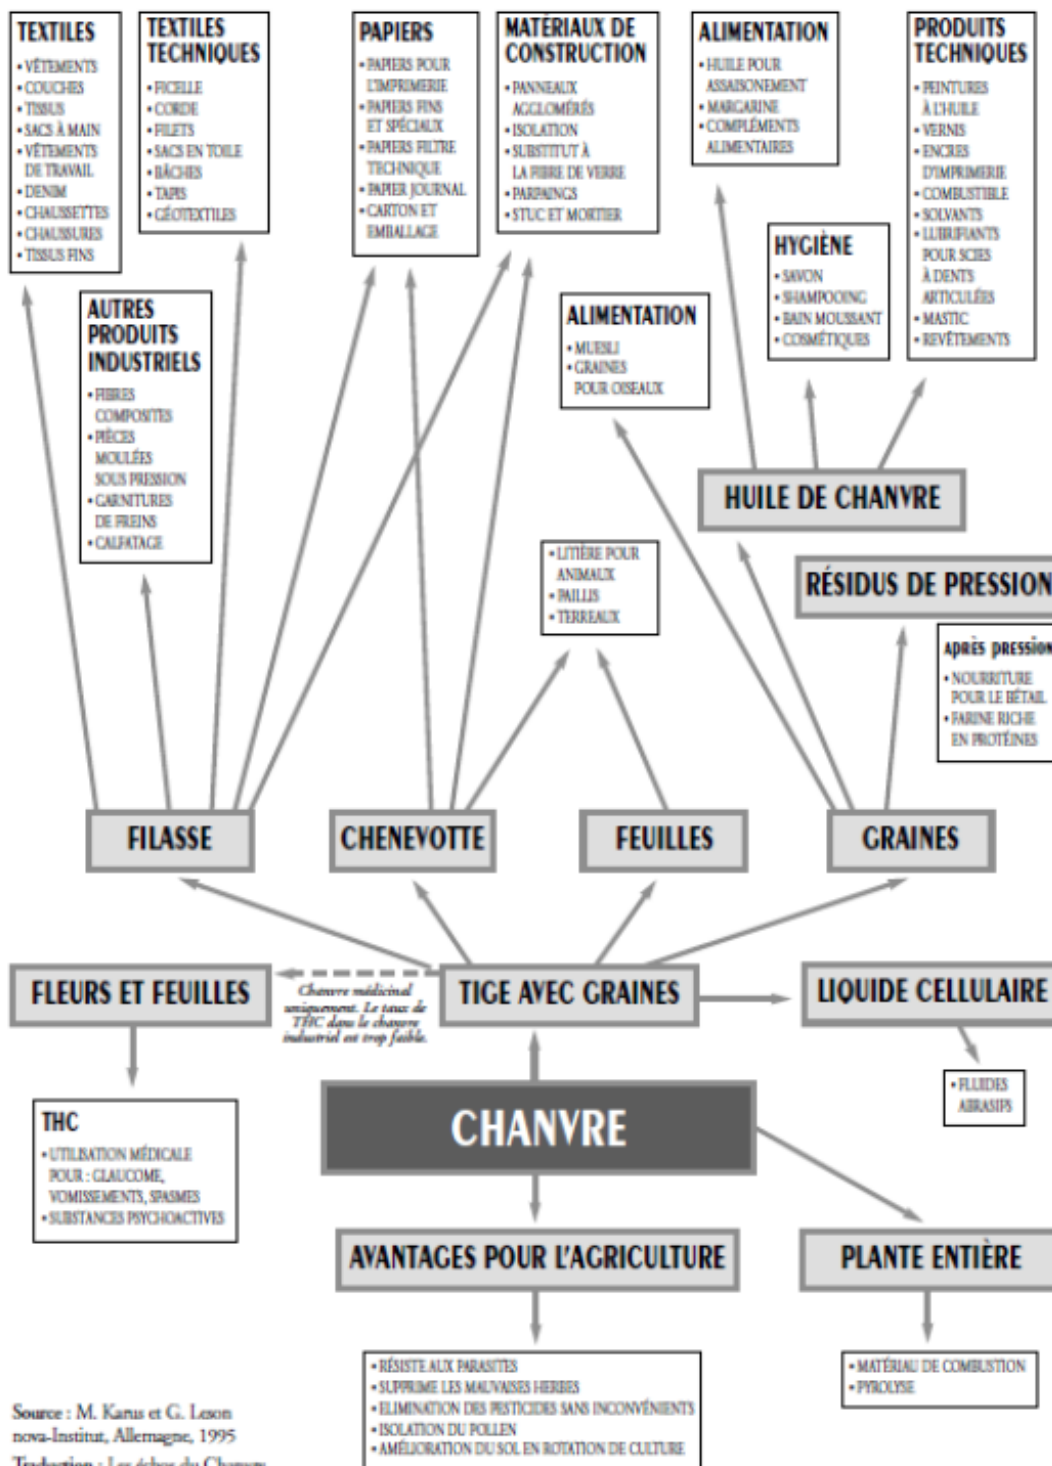 TEXTILES
• VÊTEMENTS
• COUCHES
• TISSUS
• SACS À MAIN
• VÊTEMENTS
DE TRAVAIL
• DENIM
• CHAUSSETTES
• CHAUSSURES
• TISSUS FINS
TEXTILES
TECHNIQUES
• FICELLE
• CORDE
• FILETS
• SACS EN TOILE
• BÂCHES
• TAPIS
• GÉOTEXTILES
PAPIERS
• PAPIERS POUR
L'IMPRIMERIE
• PAPIERS FINS
ET SPÉCIAUX
• PAPIERS FILTRE
TECHNIQUE
• PAPIER JOURNAL
• CARTON ET
EMBALLAGE
MATÉRIAUX DE
CONSTRUCTION
• PANNEAUX
AGGLOMÉRÉS
• ISOLATION
• SUBSTITUT À
LA FIBRE DE VERRE
• PARPAINGS
• STUC ET MORTIER
ALIMENTATION
• HUILE POUR
ASSAISONEMENT
• MARGARINE
• COMPLÉMENTS
ALIMENTAIRES
PRODUITS
TECHNIQUES
• PEINTURES
À L'HUILE
• VERNIS
• ENCRES
D'IMPRIMERIE
• COMBUSTIBLE
• SOLVANTS
• LUBRIFIANTS
POUR SCIES
À DENTS
ARTICULÉES
• MASTIC
• REVÊTEMENTS
HYGIÈNE
• SAVON
• SHAMPOOING
• BAIN MOUSSANT
• COSMÉTIQUES
AUTRES
PRODUITS
INDUSTRIELS
• FIBRES
COMPOSITES
• PIÈCES
MOULÉES
SOUS PRESSION
• GARNITURES
DE FREINS
• CALFATAGE
ALIMENTATION
• MUESLI
• GRAINES
POUR OISEAUX
HUILE DE CHANVRE
• LITIÈRE POUR
ANIMAUX
• PAILLIS
• TERREAUX
RÉSIDUS DE PRESSION
APRÈS PRESSION
• NOURRITURE
POUR LE BÉTAIL
• FARINE RICHE
EN PROTÉINES
FILASSE
CHENEVOTTE
FEUILLES
GRAINES
FLEURS ET FEUILLES
Chanvre médicinal
uniquement. Le taux de
THC dans le chanvre
industriel est trop faible.
TIGE AVEC GRAINES
LIQUIDE CELLULAIRE
• FLUIDES
ABRASIFS
THC
• UTILISATION MÉDICALE
POUR : GLAUCOME,
VOMISSEMENTS, SPASMES
• SUBSTANCES PSYCHOACTIVES
CHANVRE
AVANTAGES POUR L'AGRICULTURE
PLANTE ENTIÈRE
• RÉSISTE AUX PARASITES
• SUPPRIME LES MAUVAISES HERBES
• ELIMINATION DES PESTICIDES SANS INCONVÉNIENTS
• ISOLATION DU POLLEN
• AMÉLIORATION DU SOL EN ROTATION DE CULTURE
• MATÉRIAU DE COMBUSTION
• PYROLYSE
Source : M. Karus et G. Leson
nova-Institut, Allemagne, 1995
Traduction : Les échos du Chanvre